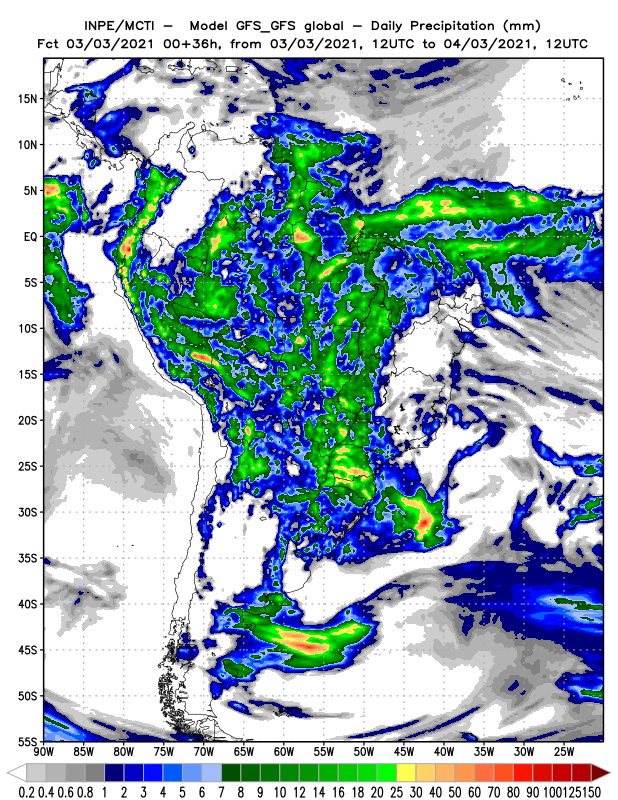 INPE/MCTI – Model GFS_GFS global – Daily Precipitation (mm)
Fct 03/03/2021 00+36h, from 03/03/2021, 12UTC to 04/03/2021, 12UTC
15N
10N
5N
EQ
5S
10S
15S
20S
25S
30S
35S
40S
45S
50S
55S
90W 85W 80W 75W 70W 65W 60W 55W 50W 45W 40W 35W 30W 25W
0.2 0.4 0.6 0.8 1 2 3 4 5 6 7 8 9 10 12 14 16 18 20 25 30 40 50 60 70 80 90 100 125 150